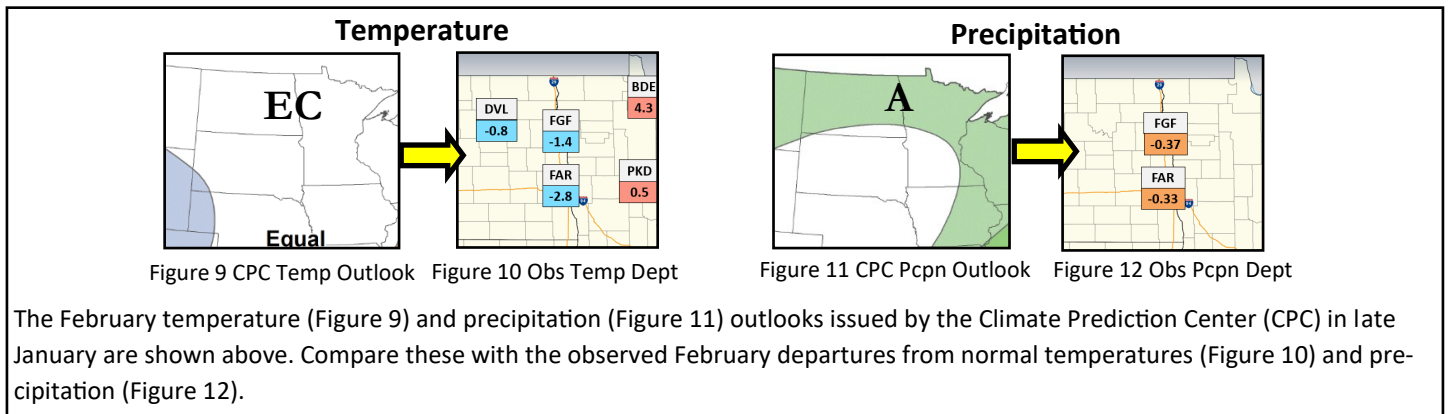 Temperature
Precipitation
EC
Equal
DVL
-0.8
FGF
-1.4
FAR
-2.8
BDE
4.3
PKD
0.5
A
FGF
-0.37
FAR
-0.33
Figure 9 CPC Temp Outlook
Figure 10 Obs Temp Dept
Figure 11 CPC Pcpn Outlook
Figure 12 Obs Pcpn Dept
The February temperature (Figure 9) and precipitation (Figure 11) outlooks issued by the Climate Prediction Center (CPC) in late
January are shown above. Compare these with the observed February departures from normal temperatures (Figure 10) and pre-
cipitation (Figure 12).